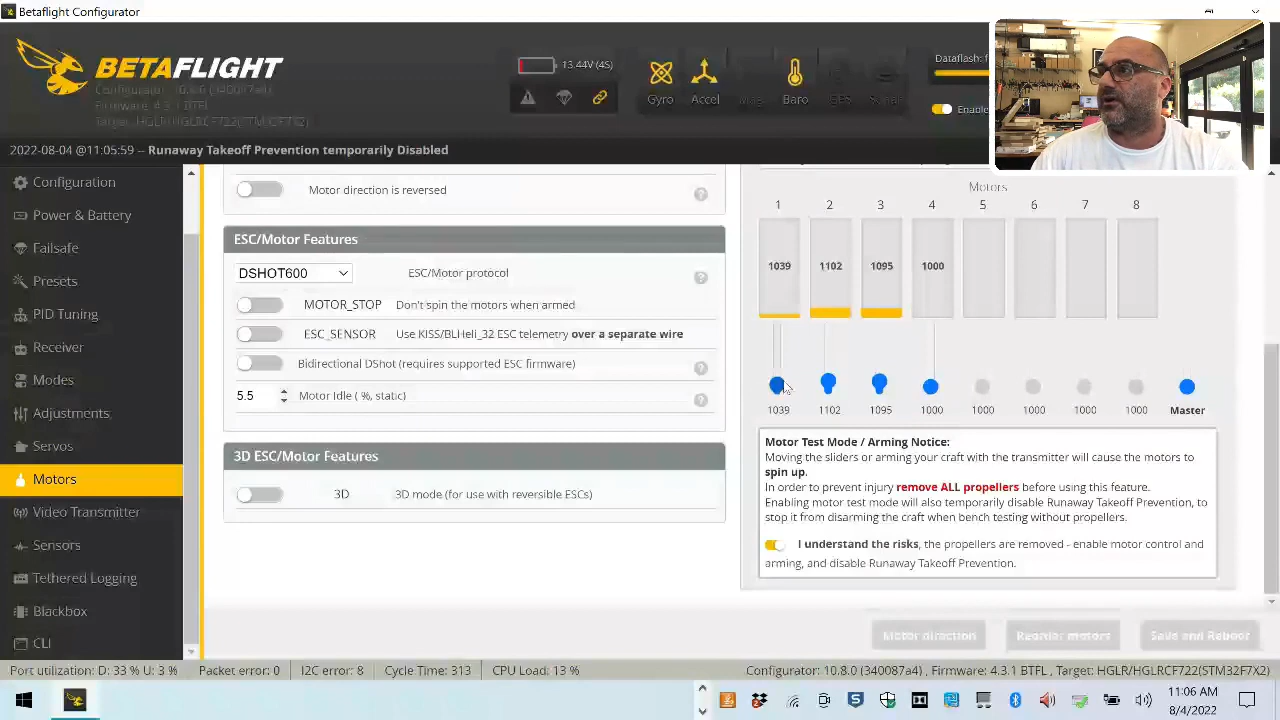 Betaflight Configurator
BETAFLIGHT
Firmware: 4.3.1 BTFL
Target: HGLR/HGLRCF722(STM32F7X2)
13.44V (4S)
Gyro Accel Baro
Dataflash: f
Enable
2022-08-04 @11:05:59 -- Runaway Takeoff Prevention temporarily Disabled
Configuration
Power & Battery
Failsafe
Presets
PID Tuning
Receiver
Modes
Adjustments
Servos
Motors
Video Transmitter
Sensors
Tethered Logging
Blackbox
CLI
Motor direction is reversed ?
ESC/Motor Features
DSHOT600 ESC/Motor protocol ?
MOTOR_STOP Don't spin the motors when armed
ESC_SENSOR Use KISS/BLHeli_32 ESC telemetry over a separate wire
Bidirectional DShot (requires supported ESC firmware) ?
5.5 Motor Idle ( %, static) ?
3D ESC/Motor Features
3D 3D mode (for use with reversible ESCs)
Motors
1 2 3 4 5 6 7 8
1039 1102 1095 1000
1039 1102 1095 1000 1000 1000 1000 1000 Master
Motor Test Mode / Arming Notice:
Moving the sliders or arming your craft with the transmitter will cause the motors to
spin up.
In order to prevent injury remove ALL propellers before using this feature.
Enabling motor test mode will also temporarily disable Runaway Takeoff Prevention, to
stop it from disarming the craft when bench testing without propellers.
I understand the risks, the propellers are removed - enable motor control and
arming, and disable Runaway Takeoff Prevention.
Motor direction Reorder motors Save and Reboot
Port utilization: D: 33 % U: 3 % Packet error: 0 I2C error: 8 Cycle Time: 313 CPU Load: 13 % Configurator: 10.8.0 (340087a4), Firmware: 4.3.1 BTFL, Target: HGLR/HGLRCF722(STM32F7X2)
11:06 AM
8/4/2022